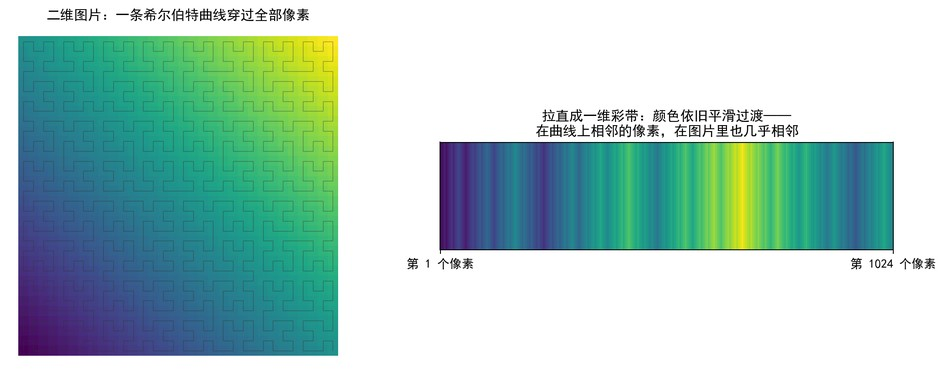 二维图片：一条希尔伯特曲线穿过全部像素
拉直成一维彩带：颜色依旧平滑过渡——
在曲线上相邻的像素，在图片里也几乎相邻
第 1 个像素
第 1024 个像素